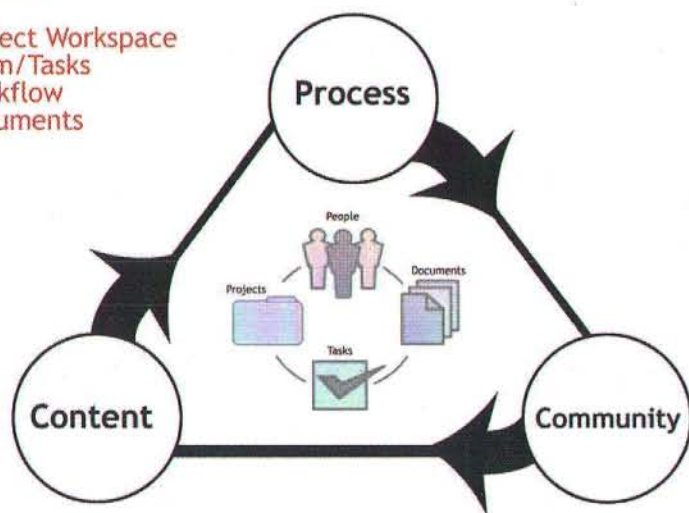 ect Workspace
m/Tasks
kflow
uments
Process
People
Projects
Documents
Tasks
Content
Community